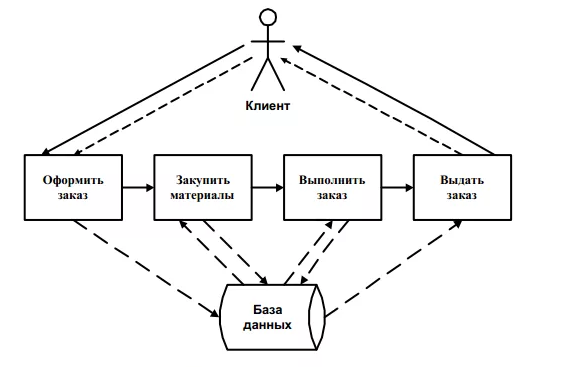 Клиент
Оформить
заказ
Закупить
материалы
Выполнить
заказ
Выдать
заказ
База
данных